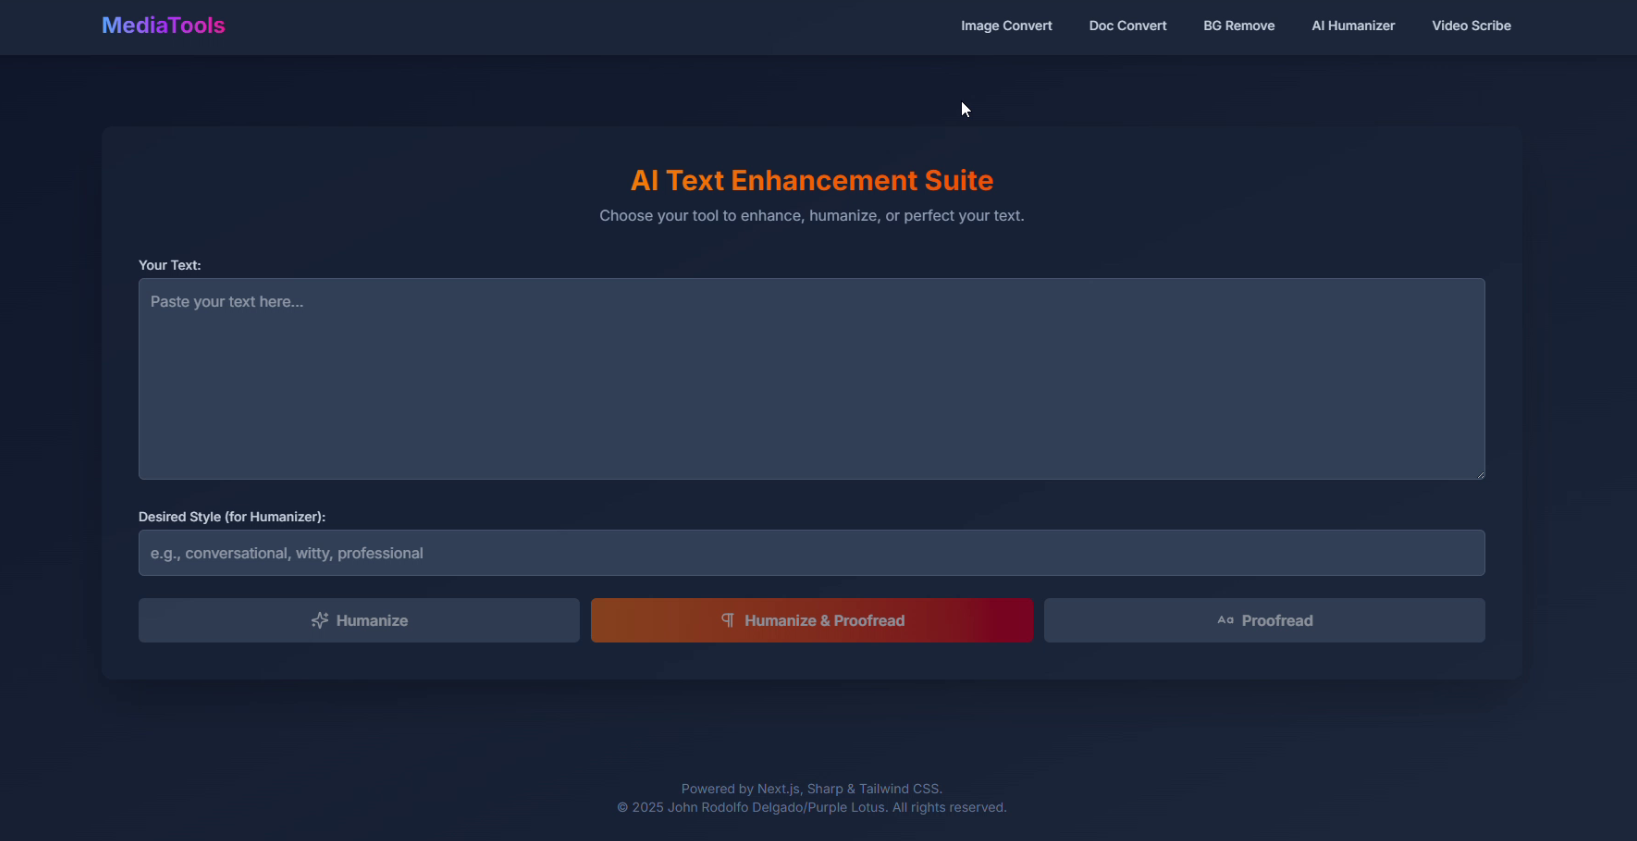 MediaTools
Image Convert Doc Convert BG Remove AI Humanizer Video Scribe
AI Text Enhancement Suite
Choose your tool to enhance, humanize, or perfect your text.
Your Text:
Paste your text here...
Desired Style (for Humanizer):
e.g., conversational, witty, professional
Humanize
Humanize & Proofread
Proofread
Powered by Next.js, Sharp & Tailwind CSS.
© 2025 John Rodolfo Delgado/Purple Lotus. All rights reserved.